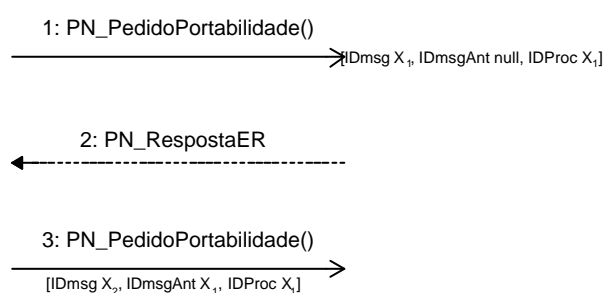 1: PN_PedidoPortabilidade()
[IDmsg X1, IDmsgAnt null, IDProc X1]
2: PN_RespostaER
3: PN_PedidoPortabilidade()
[IDmsg X2, IDmsgAnt X1, IDProc X1]